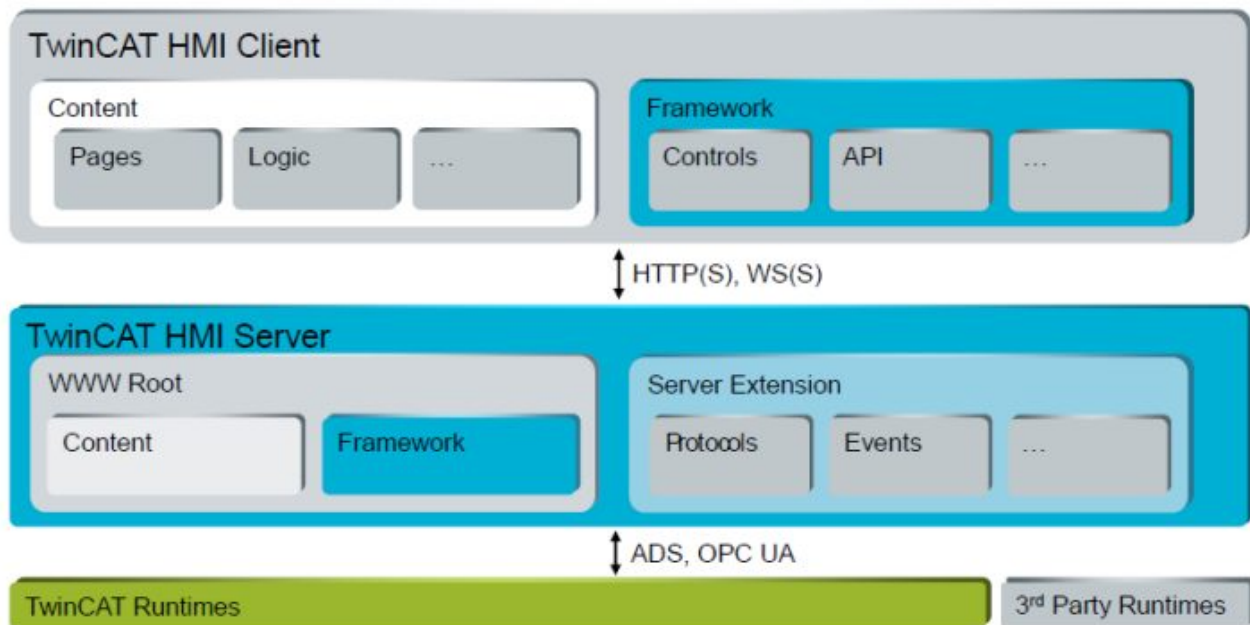 TwinCAT HMI Client
Content
Framework
Pages
Logic
...
Controls
API
...
HTTP(S), WS(S)
TwinCAT HMI Server
WWW Root
Server Extension
Content
Framework
Protocols
Events
...
ADS, OPC UA
TwinCAT Runtimes
3rd Party Runtimes